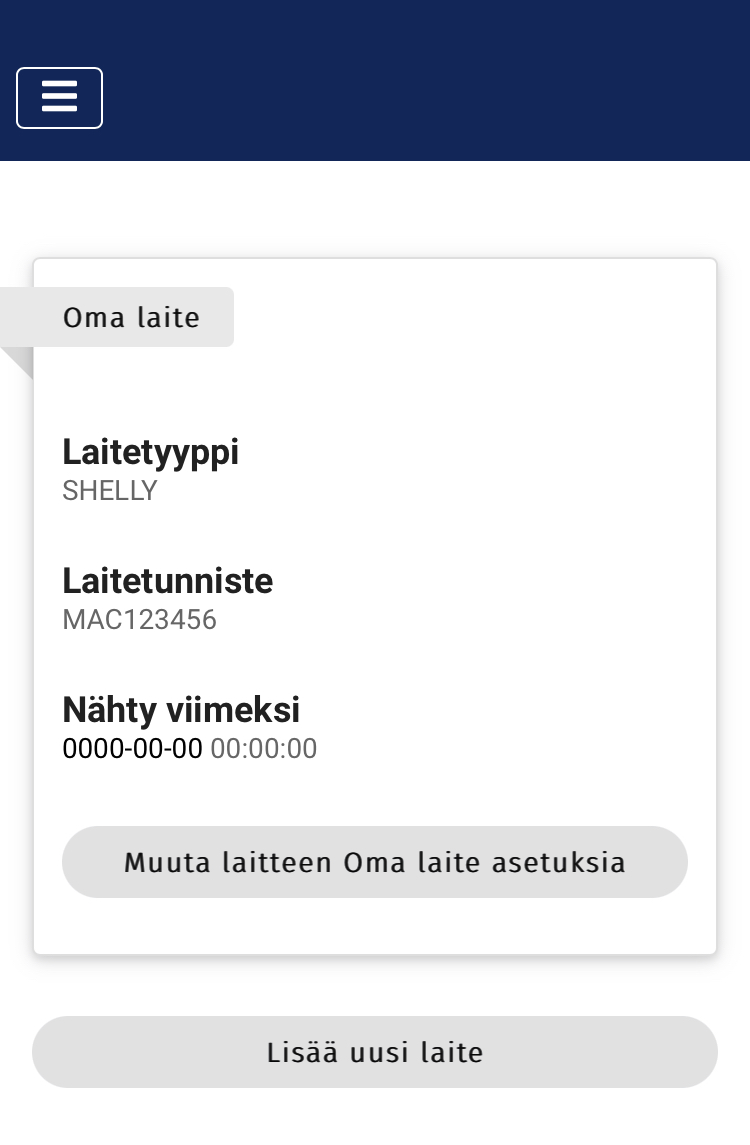 Oma laite
Laitetyyppi
SHELLY
Laitetunniste
MAC123456
Nähty viimeksi
0000-00-00 00:00:00
Muuta laitteen Oma laite asetuksia
Lisää uusi laite